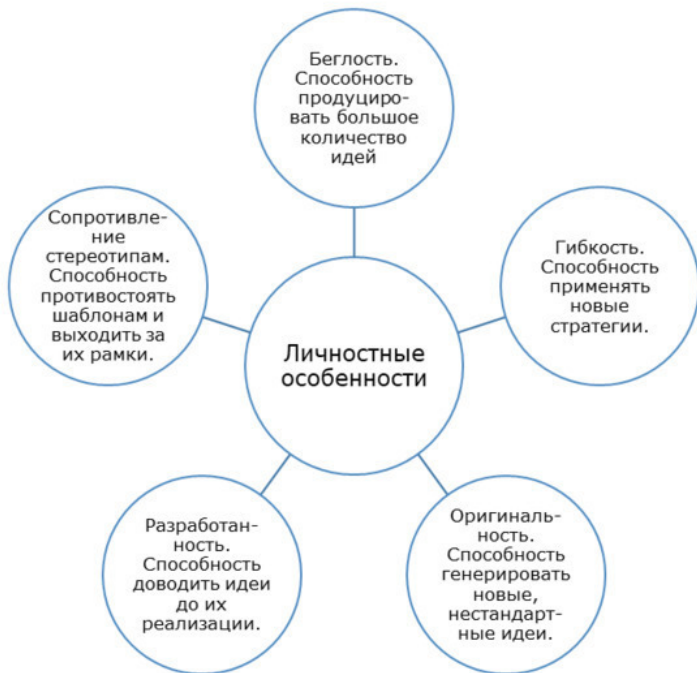 Беглость.
Способность
продуциро-
вать большое
количество
идей
Сопротивле-
ние
стереотипам.
Способность
противостоять
шаблонам и
выходить за
их рамки.
Гибкость.
Способность
применять
новые
стратегии.
Личностные
особенности
Разработан-
ность.
Способность
доводить идеи
до их
реализации.
Оригиналь-
ность.
Способность
генерировать
новые,
нестандарт-
ные идеи.